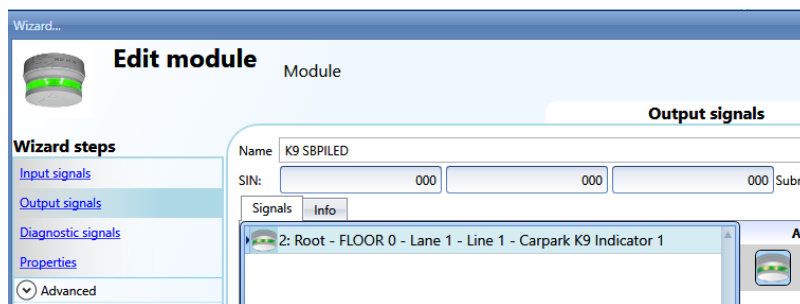 Wizard...
Edit module
Module
Output signals
Wizard steps
Name K9 SBPILED
Input signals
SIN: 000 000 000
Output signals
Signals Info
Diagnostic signals
2: Root - FLOOR 0 - Lane 1 - Line 1 - Carpark K9 Indicator 1
Properties
Advanced